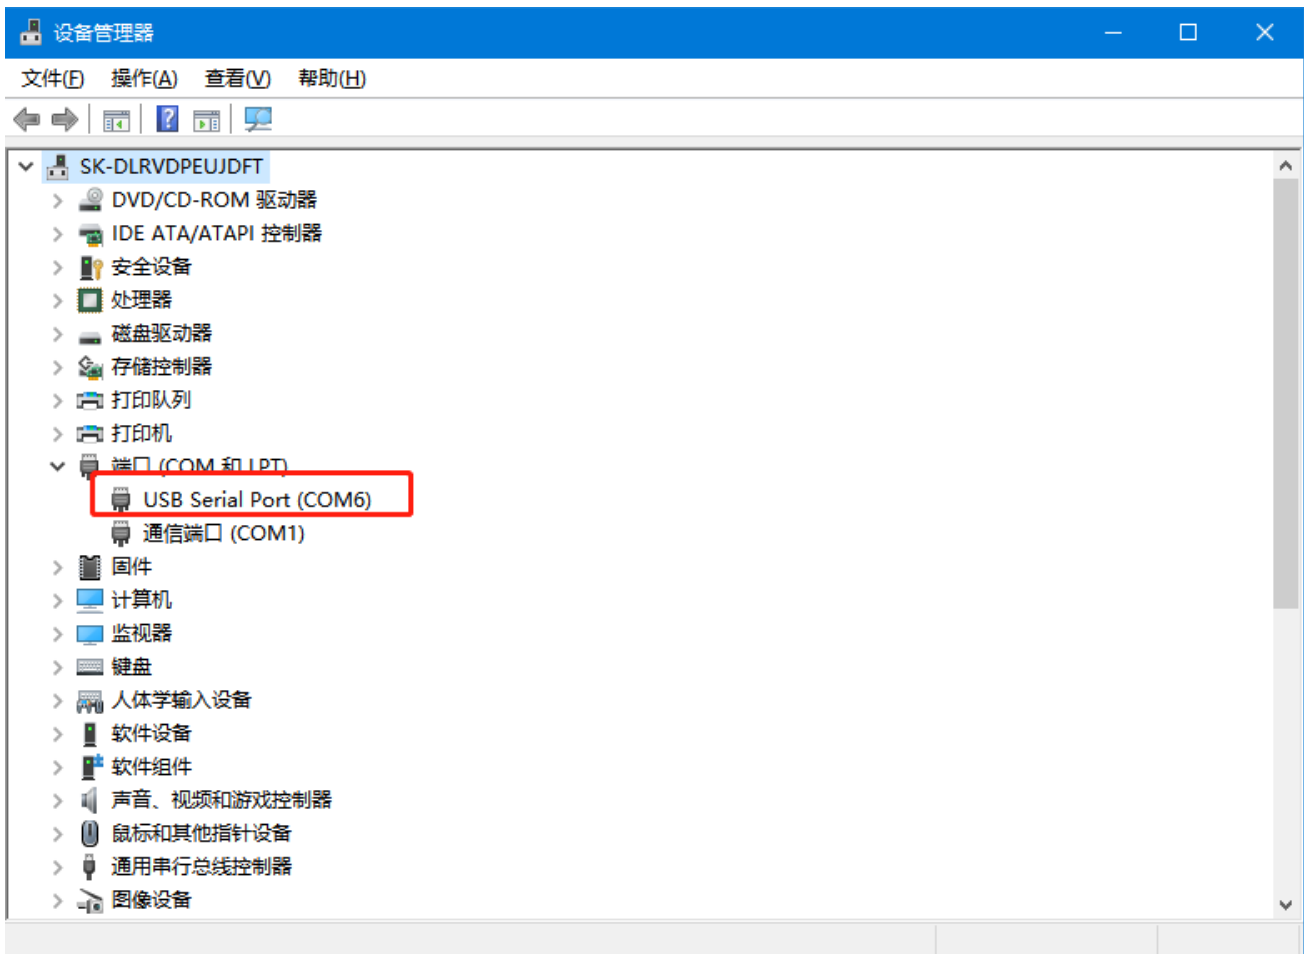 设备管理器
文件(F) 操作(A) 查看(V) 帮助(H)
SK-DLRVDPEUJDFT
DVD/CD-ROM 驱动器
IDE ATA/ATAPI 控制器
安全设备
处理器
磁盘驱动器
存储控制器
打印队列
打印机
端口 (COM 和 LPT)
USB Serial Port (COM6)
通信端口 (COM1)
固件
计算机
监视器
键盘
人体学输入设备
软件设备
软件组件
声音、视频和游戏控制器
鼠标和其他指针设备
通用串行总线控制器
图像设备